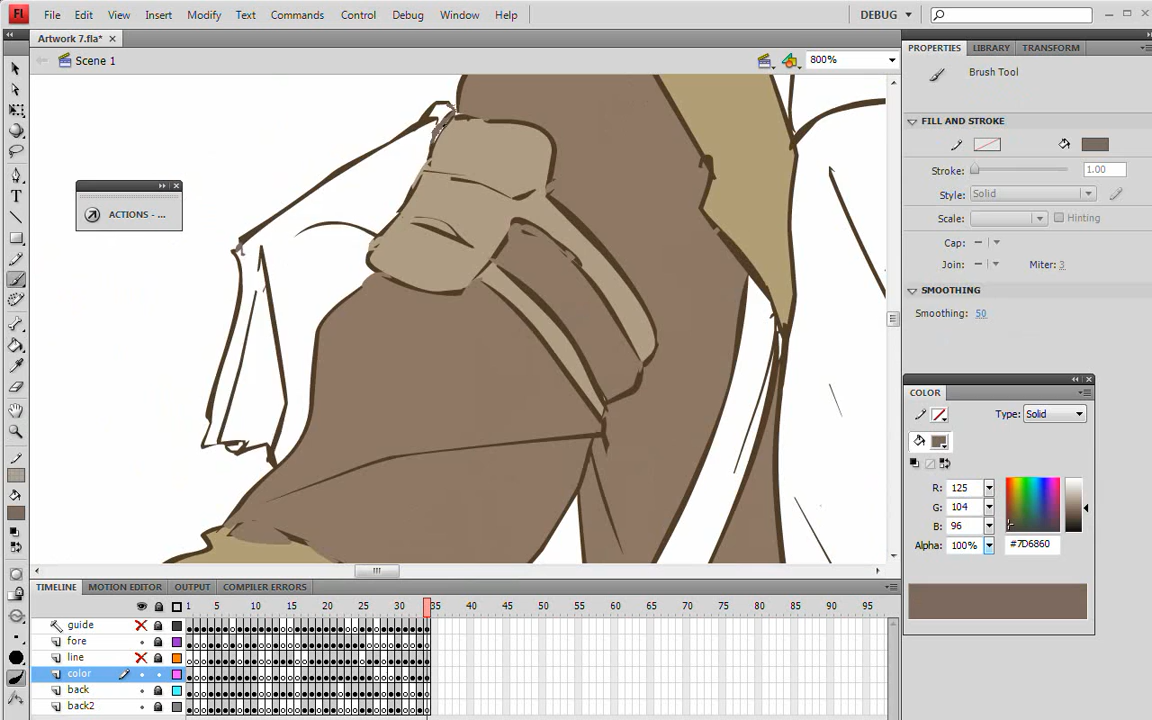 Fl File Edit View Insert Modify Text Commands Control Debug Window Help DEBUG
Artwork 7.fla*
Scene 1 800%
ACTIONS - ...
PROPERTIES LIBRARY TRANSFORM
Brush Tool
FILL AND STROKE
Stroke: 1.00
Style: Solid
Scale: Hinting
Cap:
Join: Miter: 3
SMOOTHING
Smoothing: 50
COLOR
Type: Solid
R: 125
G: 104
B: 96
Alpha: 100% #7D6860
TIMELINE MOTION EDITOR OUTPUT COMPILER ERRORS
1 5 10 15 20 25 30 35 40 45 50 55 60 65 70 75 80 85 90 95
guide
fore
line
color
back
back2